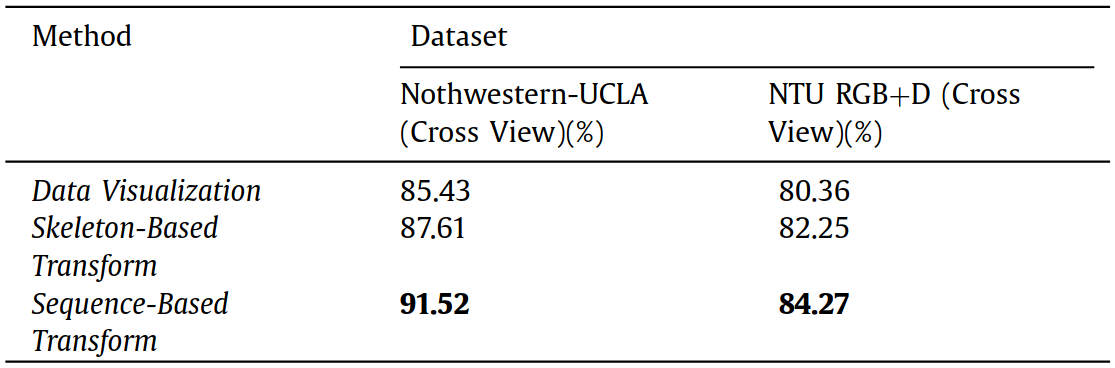 Method Dataset
Nothwestern-UCLA NTU RGB+D (Cross
(Cross View)(%) View)(%)
Data Visualization 85.43 80.36
Skeleton-Based 87.61 82.25
Transform
Sequence-Based 91.52 84.27
Transform